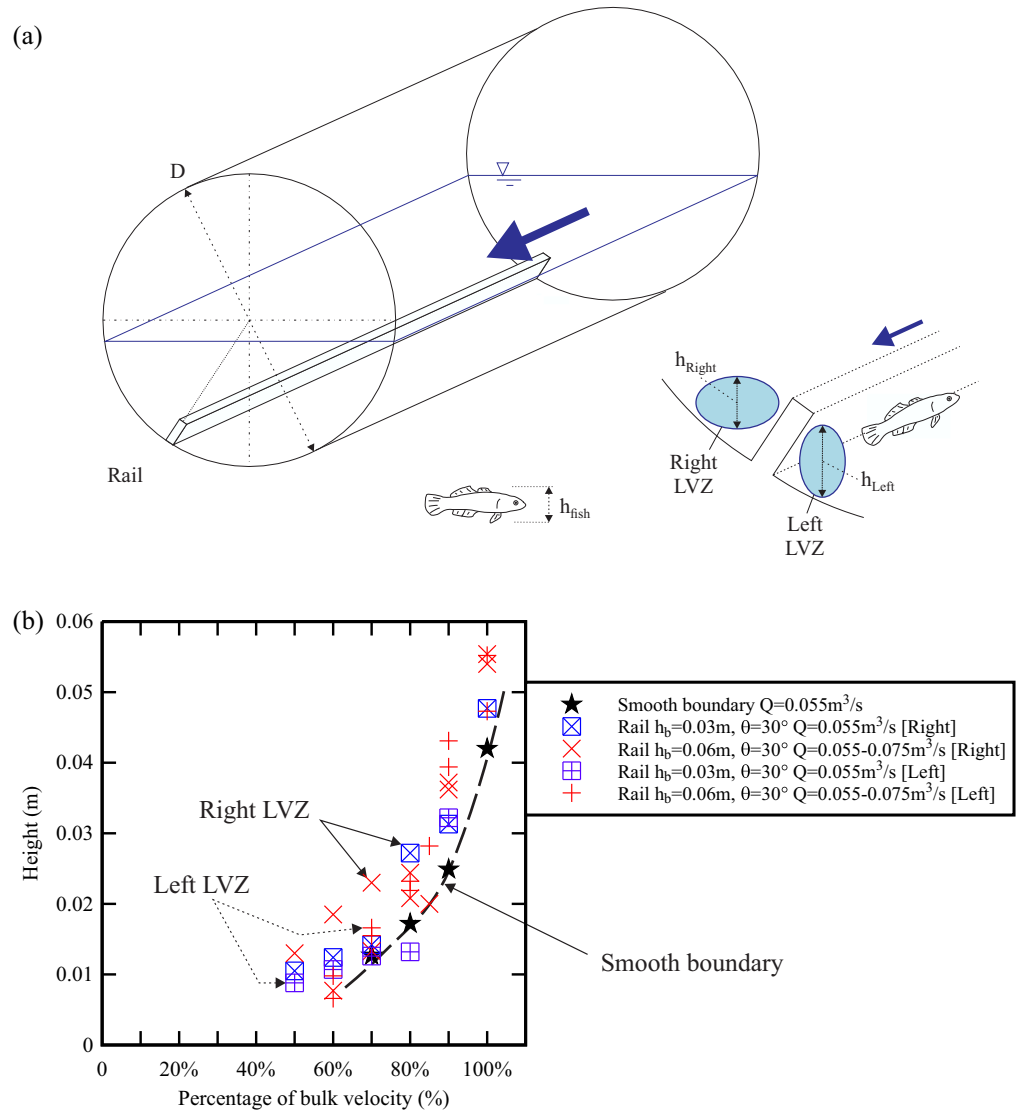 (a)
D
Rail
h_fish
h_Right
Right
LVZ
h_Left
Left
LVZ
(b)
0.06
0.05
0.04
0.03
0.02
0.01
0
Height (m)
0 20% 40% 60% 80% 100%
Percentage of bulk velocity (%)
Right LVZ
Left LVZ
Smooth boundary
Smooth boundary Q=0.055m³/s
Rail h_b=0.03m, θ=30° Q=0.055m³/s [Right]
Rail h_b=0.06m, θ=30° Q=0.055-0.075m³/s [Right]
Rail h_b=0.03m, θ=30° Q=0.055m³/s [Left]
Rail h_b=0.06m, θ=30° Q=0.055-0.075m³/s [Left]